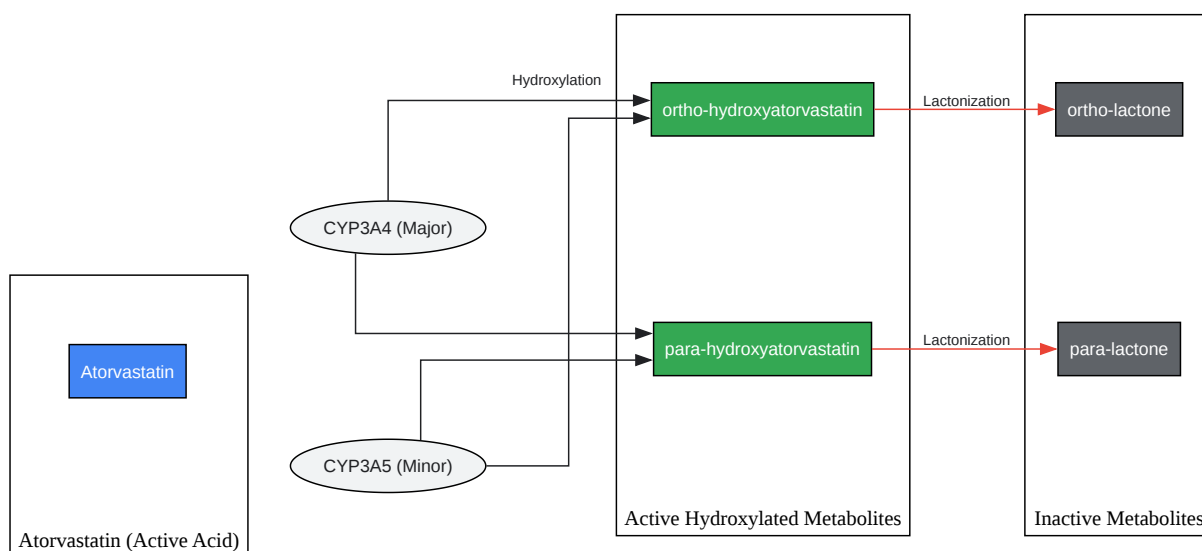 Hydroxylation
ortho-hydroxyatorvastatin
Lactonization
ortho-lactone
CYP3A4 (Major)
para-hydroxyatorvastatin
Lactonization
para-lactone
Atorvastatin
CYP3A5 (Minor)
Active Hydroxylated Metabolites
Inactive Metabolites
Atorvastatin (Active Acid)